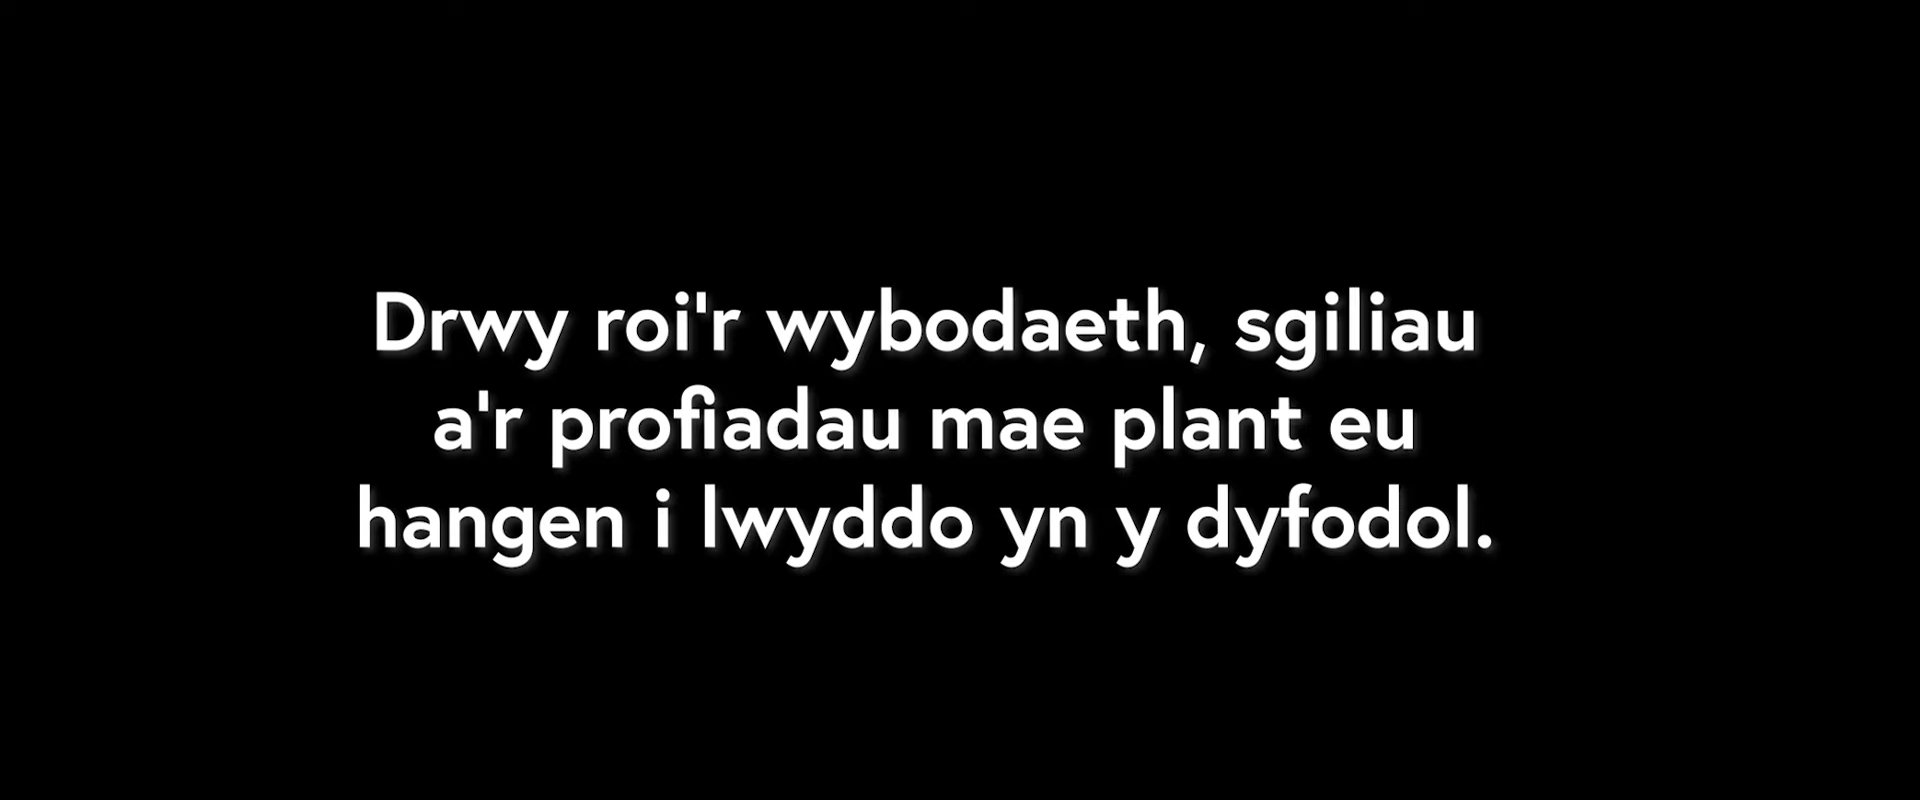 Drwy roi'r wybodaeth, sgiliau
a'r profiadau mae plant eu
hangen i lwyddo yn y dyfodol.